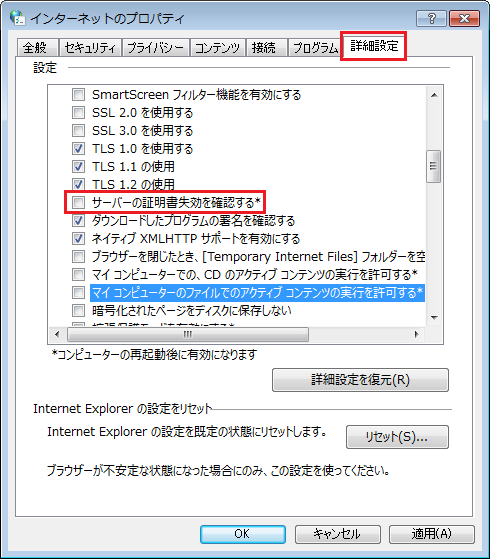 インターネットのプロパティ
全般 セキュリティ プライバシー コンテンツ 接続 プログラム 詳細設定
設定
SmartScreen フィルター機能を有効にする
SSL 2.0 を使用する
SSL 3.0 を使用する
TLS 1.0 を使用する
TLS 1.1 の使用
TLS 1.2 の使用
サーバーの証明書失効を確認する*
ダウンロードしたプログラムの署名を確認する
ネイティブ XMLHTTP サポートを有効にする
ブラウザーを閉じたとき、[Temporary Internet Files] フォルダーを空
マイ コンピューターでの、CD のアクティブ コンテンツの実行を許可する*
マイ コンピューターのファイルでのアクティブ コンテンツの実行を許可する*
暗号化されたページをディスクに保存しない
*コンピューターの再起動後に有効になります
詳細設定を復元(R)
Internet Explorer の設定をリセット
Internet Explorer の設定を既定の状態にリセットします。
リセット(S)...
ブラウザーが不安定な状態になった場合にのみ、この設定を使ってください。
OK キャンセル 適用(A)